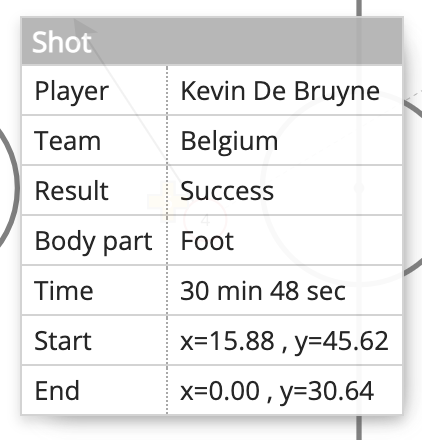 Shot
Player Kevin De Bruyne
Team Belgium
Result Success
Body part Foot
Time 30 min 48 sec
Start x=15.88 , y=45.62
End x=0.00 , y=30.64
4